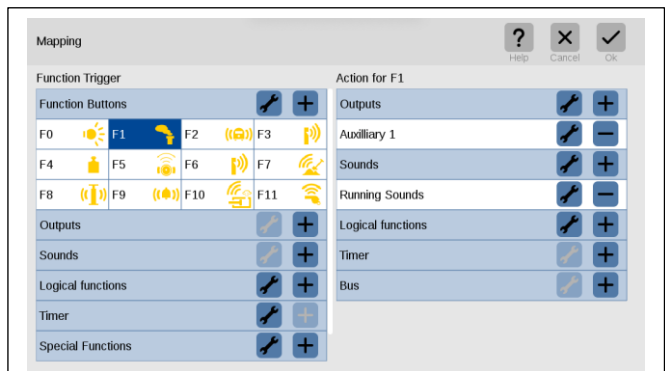 Mapping
Help Cancel Ok
Function Trigger
Function Buttons
F0 F1 F2 F3
F4 F5 F6 F7
F8 F9 F10 F11
Outputs
Sounds
Logical functions
Timer
Special Functions
Action for F1
Outputs
Auxilliary 1
Sounds
Running Sounds
Logical functions
Timer
Bus